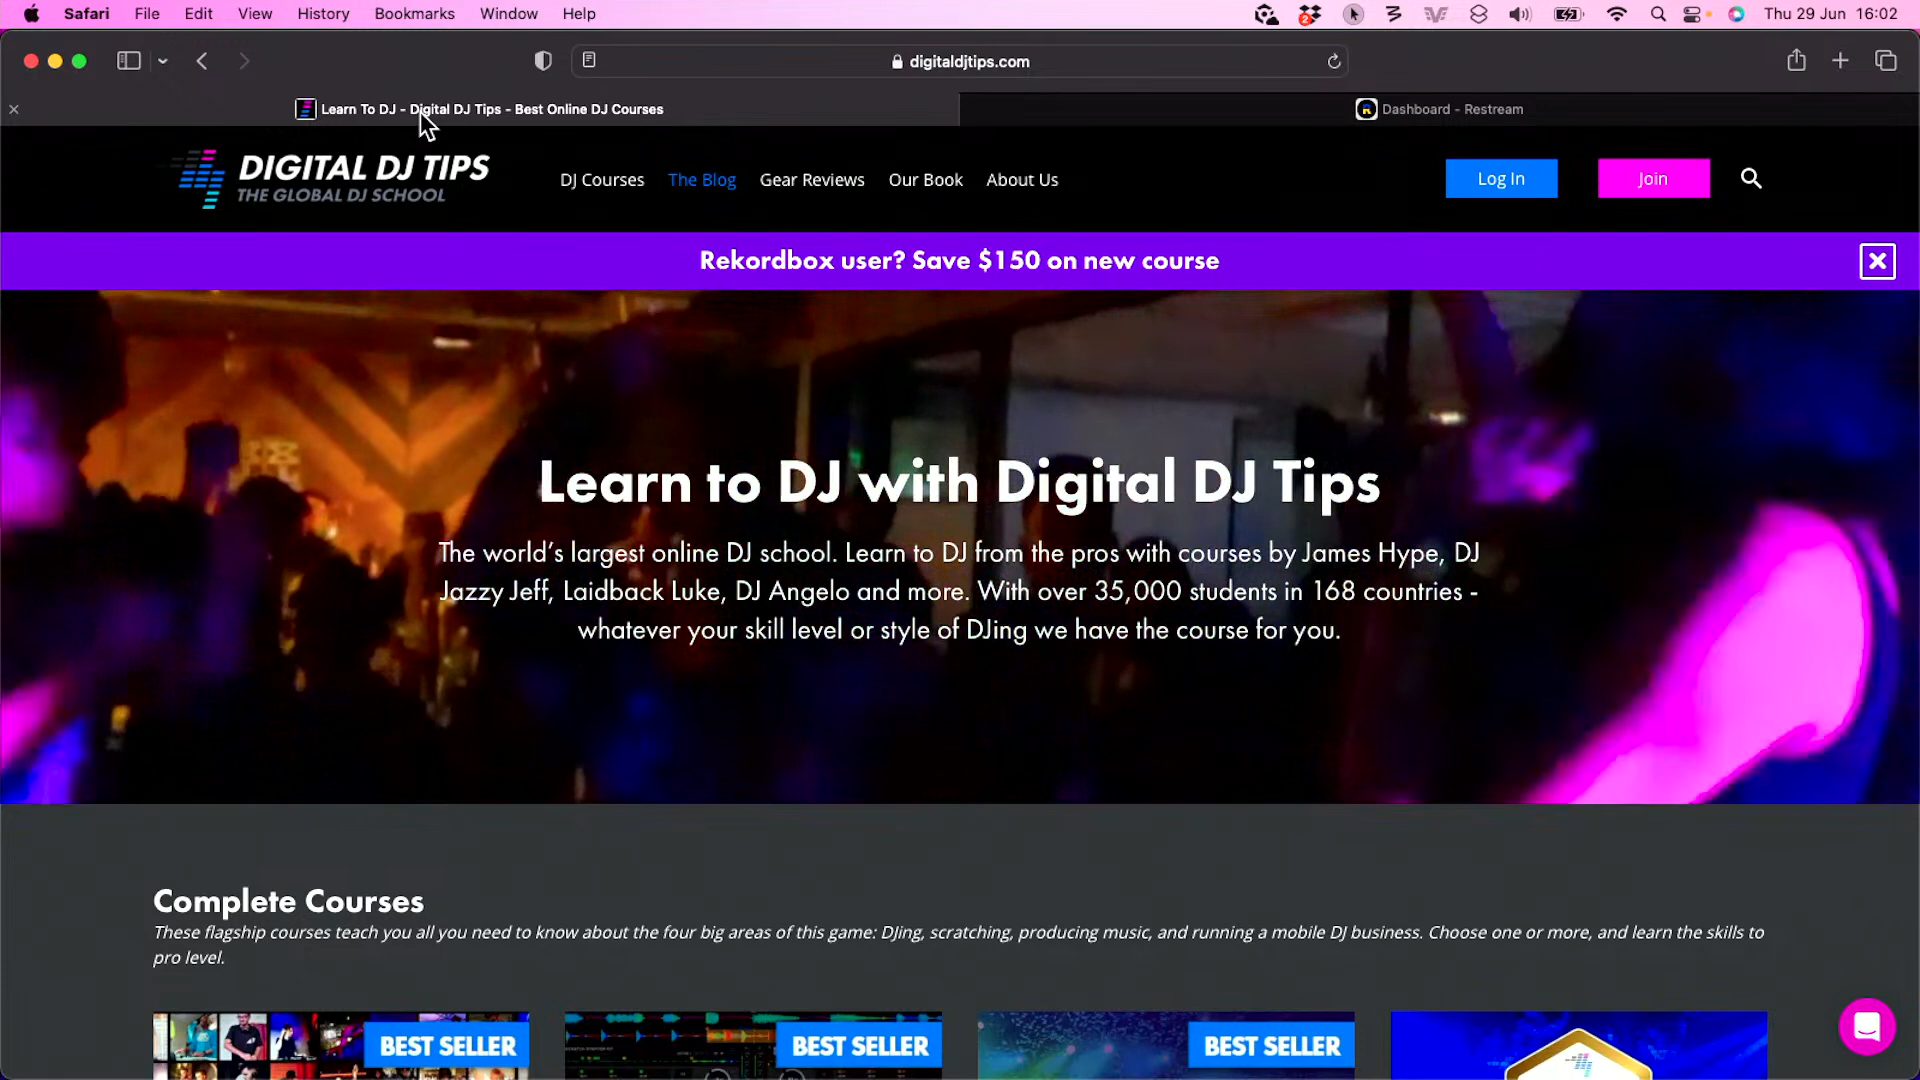 Safari File Edit View History Bookmarks Window Help
2
Thu 29 Jun 16:02
digitaldjtips.com
Learn To DJ - Digital DJ Tips - Best Online DJ Courses
Dashboard - Restream
DIGITAL DJ TIPS
THE GLOBAL DJ SCHOOL
DJ Courses The Blog Gear Reviews Our Book About Us
Log In
Join
Rekordbox user? Save $150 on new course
Learn to DJ with Digital DJ Tips
The world’s largest online DJ school. Learn to DJ from the pros with courses by James Hype, DJ
Jazzy Jeff, Laidback Luke, DJ Angelo and more. With over 35,000 students in 168 countries -
whatever your skill level or style of DJing we have the course for you.
Complete Courses
These flagship courses teach you all you need to know about the four big areas of this game: DJing, scratching, producing music, and running a mobile DJ business. Choose one or more, and learn the skills to
pro level.
BEST SELLER
BEST SELLER
BEST SELLER